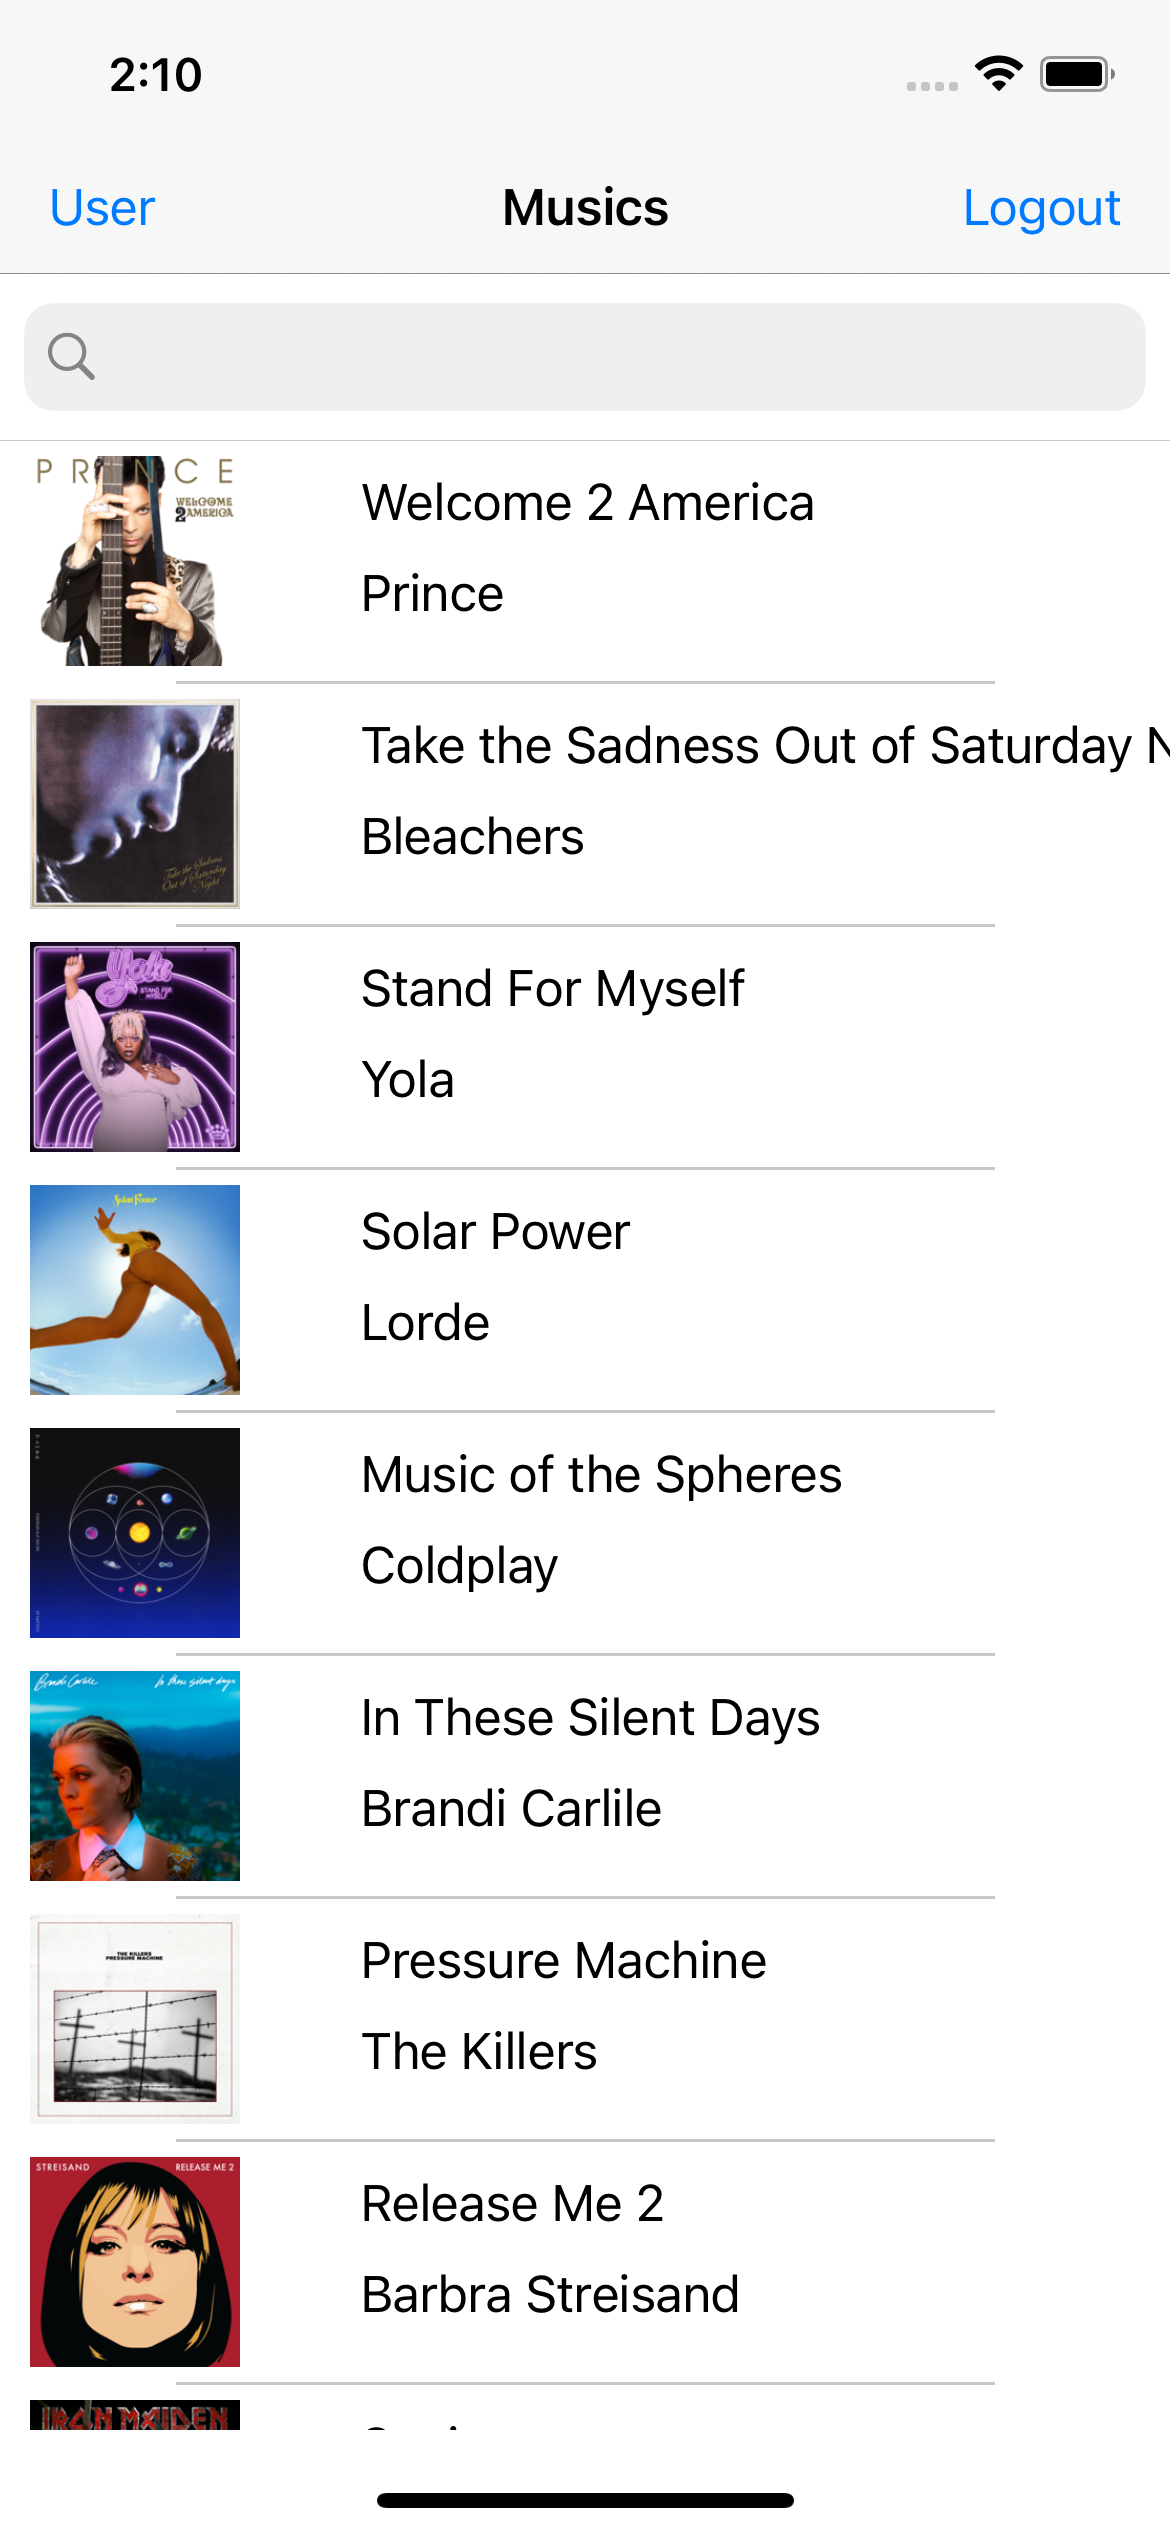 2:10
User
Musics
Logout
PRINCE
WELCOME
2AMERICA
Welcome 2 America
Prince
Take the Sadness
Out of Saturday
Night
Take the Sadness Out of Saturday N
Bleachers
Yola
STAND FOR
MYSELF
Stand For Myself
Yola
Solar Power
Solar Power
Lorde
Music of the Spheres
Coldplay
Brandi Carlile
In these silent days
In These Silent Days
Brandi Carlile
THE KILLERS
PRESSURE MACHINE
Pressure Machine
The Killers
STREISAND
RELEASE ME 2
Release Me 2
Barbra Streisand
IRON MAIDEN